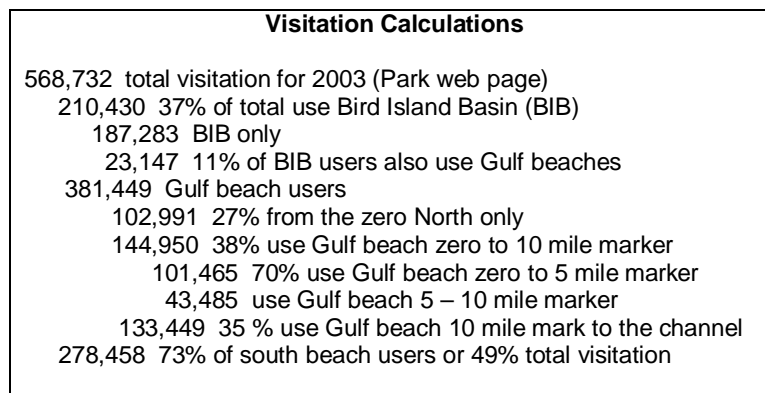 Visitation Calculations
568,732 total visitation for 2003 (Park web page)
210,430 37% of total use Bird Island Basin (BIB)
187,283 BIB only
23,147 11% of BIB users also use Gulf beaches
381,449 Gulf beach users
102,991 27% from the zero North only
144,950 38% use Gulf beach zero to 10 mile marker
101,465 70% use Gulf beach zero to 5 mile marker
43,485 use Gulf beach 5 – 10 mile marker
133,449 35 % use Gulf beach 10 mile mark to the channel
278,458 73% of south beach users or 49% total visitation